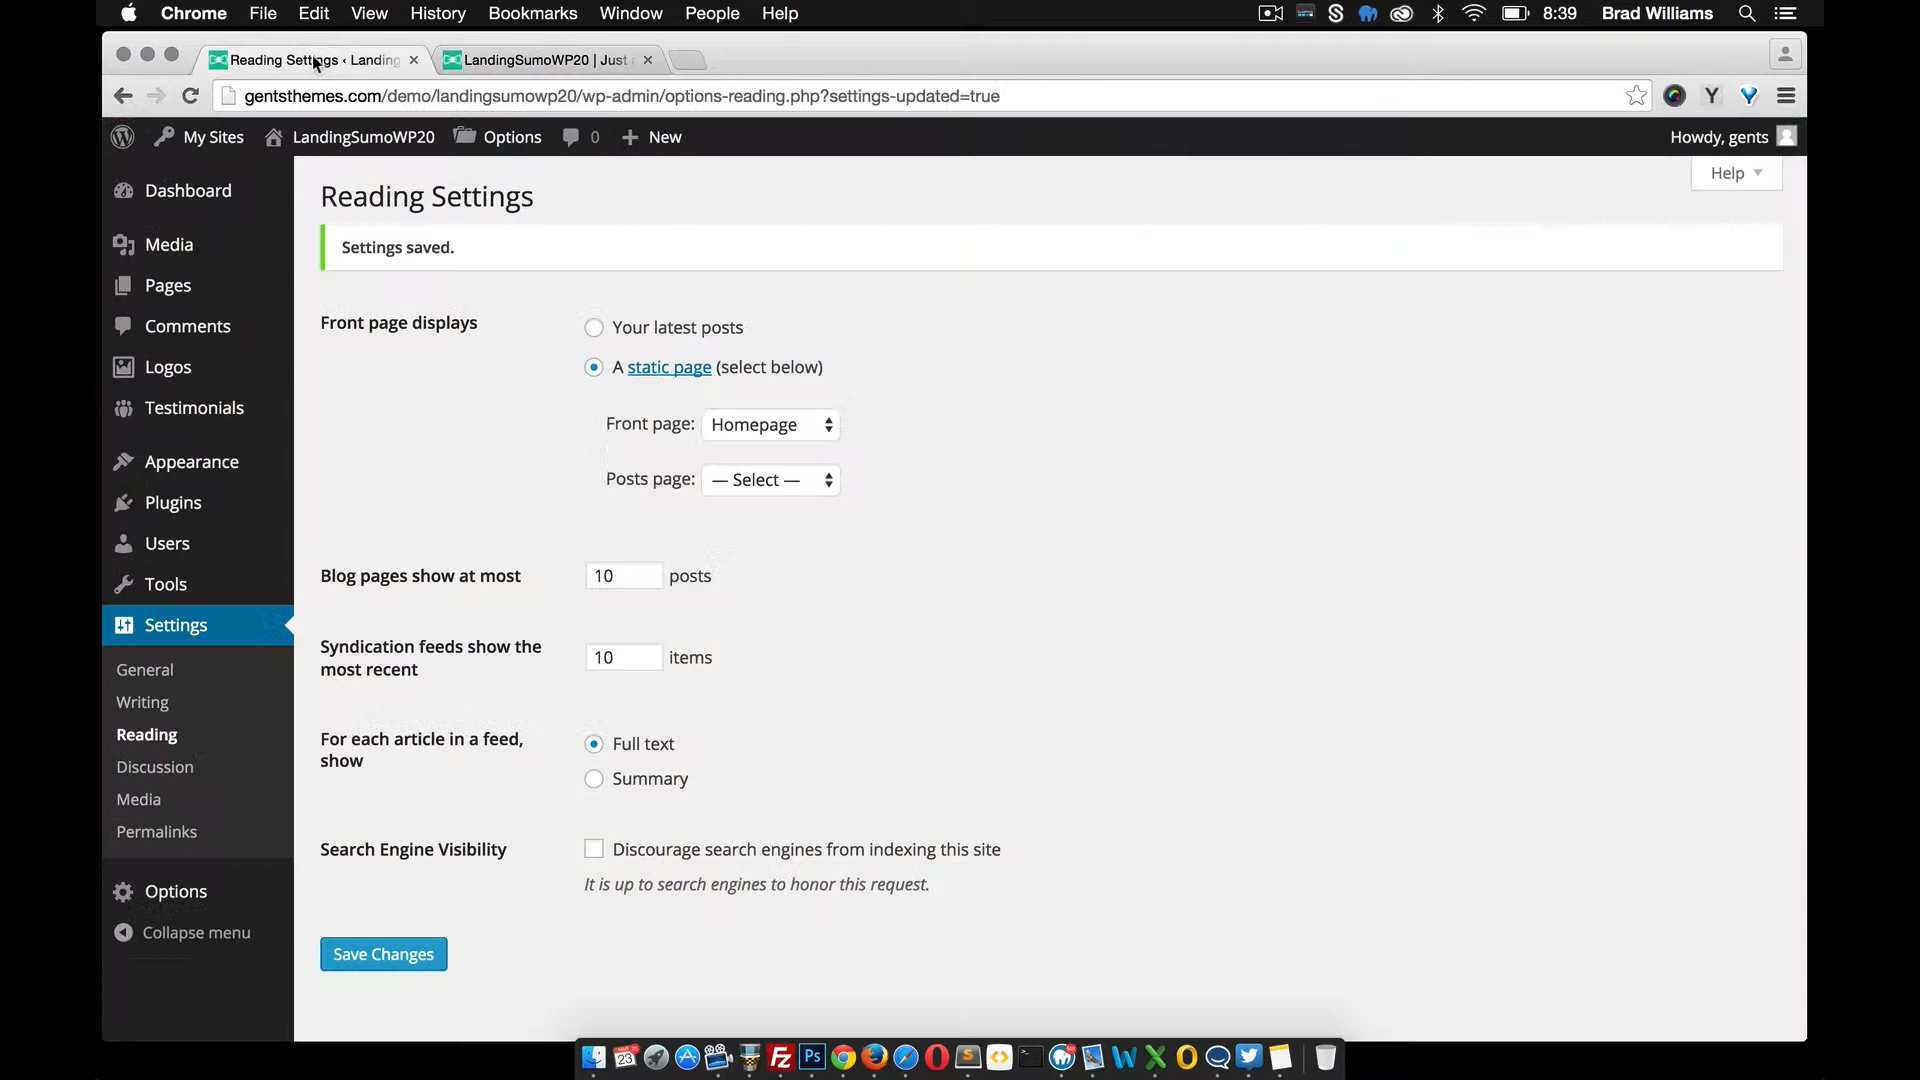 Chrome File Edit View History Bookmarks Window People Help 8:39 Brad Williams
Reading Settings ‹ Landing
LandingSumoWP20 | Just
gentsthemes.com/demo/landingsumowp20/wp-admin/options-reading.php?settings-updated=true
My Sites LandingSumoWP20 Options 0 New Howdy, gents
Help
Dashboard
Media
Pages
Comments
Logos
Testimonials
Appearance
Plugins
Users
Tools
Settings
General
Writing
Reading
Discussion
Media
Permalinks
Options
Collapse menu
Reading Settings
Settings saved.
Front page displays
Your latest posts
A static page (select below)
Front page: Homepage
Posts page: — Select —
Blog pages show at most 10 posts
Syndication feeds show the
most recent
10 items
For each article in a feed,
show
Full text
Summary
Search Engine Visibility
Discourage search engines from indexing this site
It is up to search engines to honor this request.
Save Changes
23
Fz
Ps